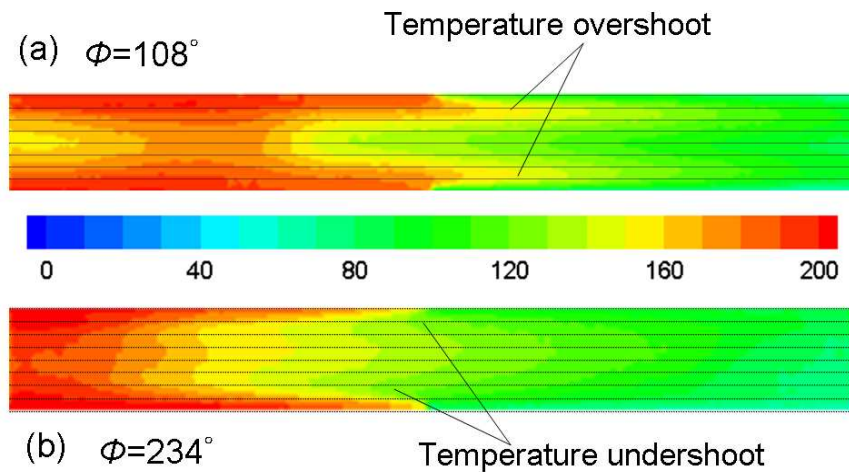 Temperature overshoot
(a) Φ=108°
0 40 80 120 160 200
(b) Φ=234°
Temperature undershoot